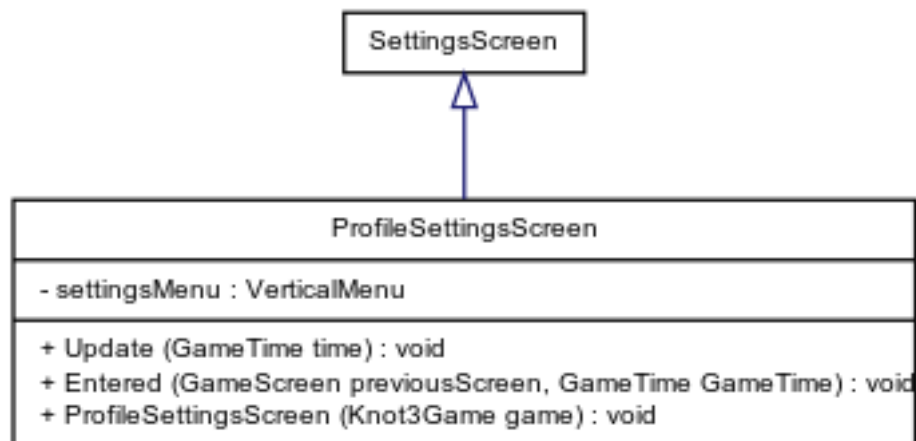 SettingsScreen
ProfileSettingsScreen
- settingsMenu : VerticalMenu
+ Update (GameTime time) : void
+ Entered (GameScreen previousScreen, GameTime GameTime) : void
+ ProfileSettingsScreen (Knot3Game game) : void